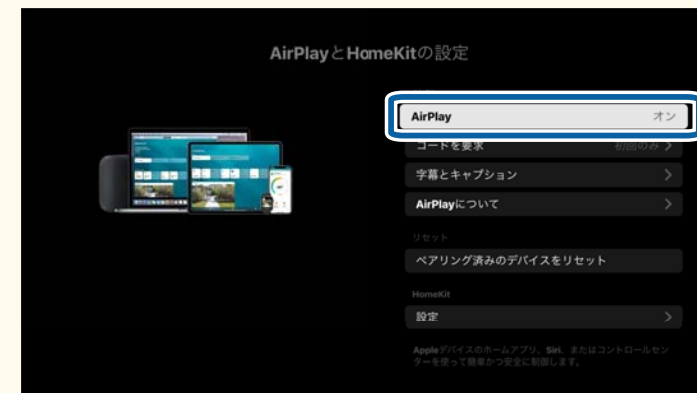 AirPlayとHomeKitの設定
AirPlay オン
コードを要求 初回のみ
字幕とキャプション
AirPlayについて
リセット
ペアリング済みのデバイスをリセット
HomeKit
設定
Appleデバイスのホームアプリ、Siri、またはコントロールセン
ターを使って簡単かつ安全に制御します。